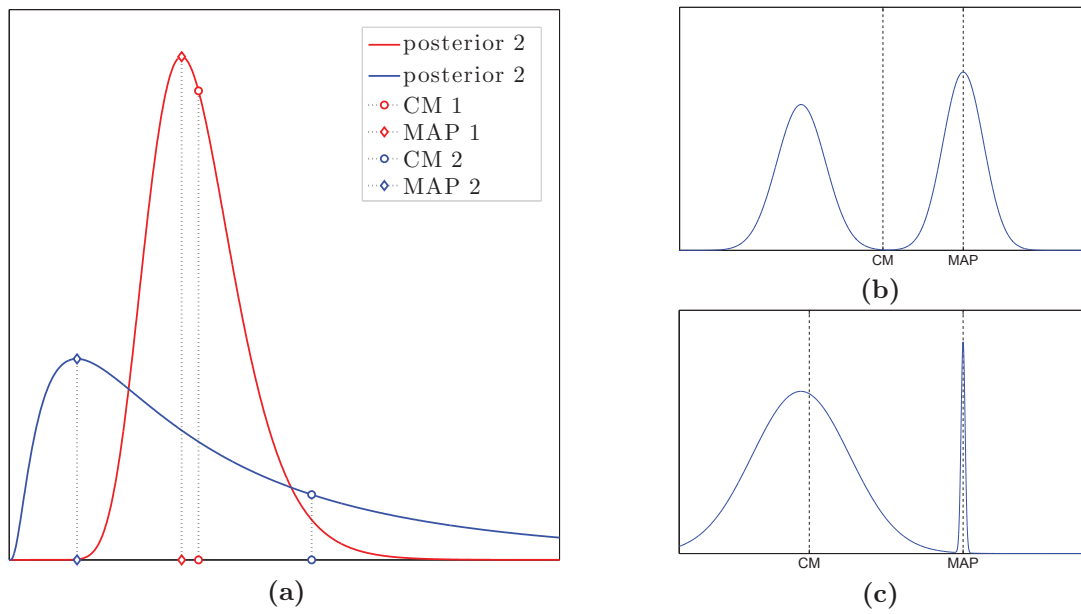 posterior 2
posterior 2
CM 1
MAP 1
CM 2
MAP 2
(a)
CM MAP
(b)
CM MAP
(c)